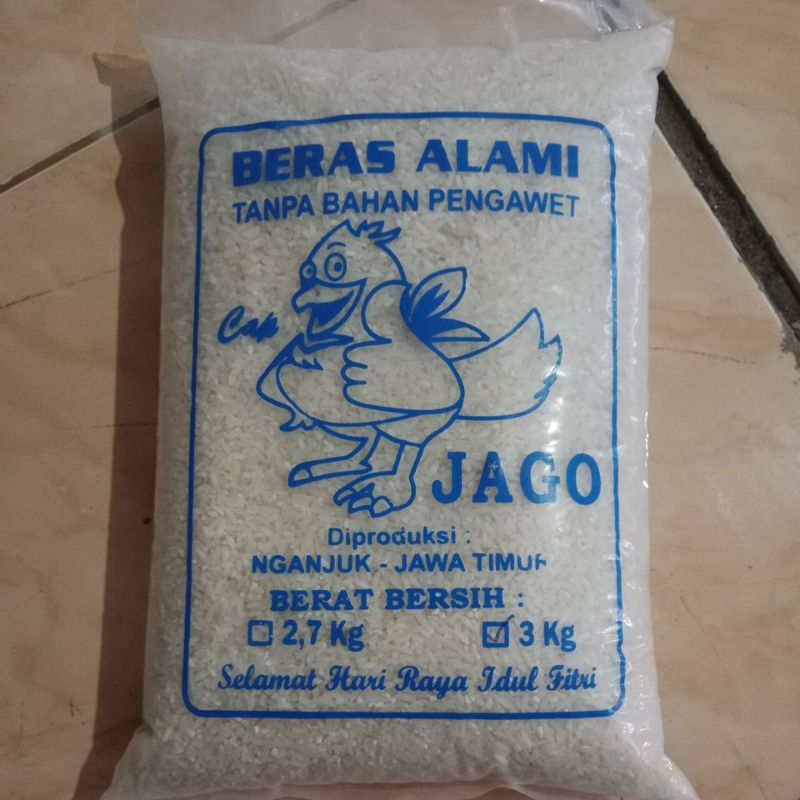 BERAS ALAMI
TANPA BAHAN PENGAWET
Cap
JAGO
Diproduksi :
NGANJUK - JAWA TIMUR
BERAT BERSIH :
☐ 2,7 Kg ☑ 3 Kg
Selamat Hari Raya Idul Fitri